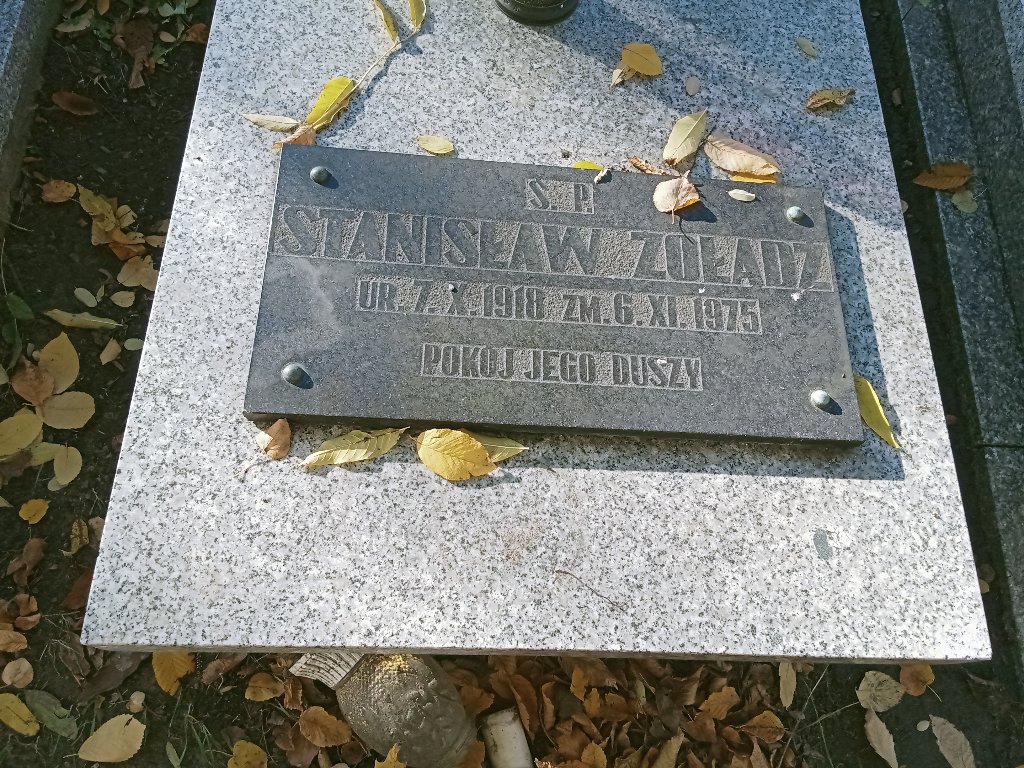 Ś. P.
STANISŁAW ŻOŁĄDŹ
UR. 7. X. 1918 ZM. 6. XI. 1975
POKÓJ JEGO DUSZY